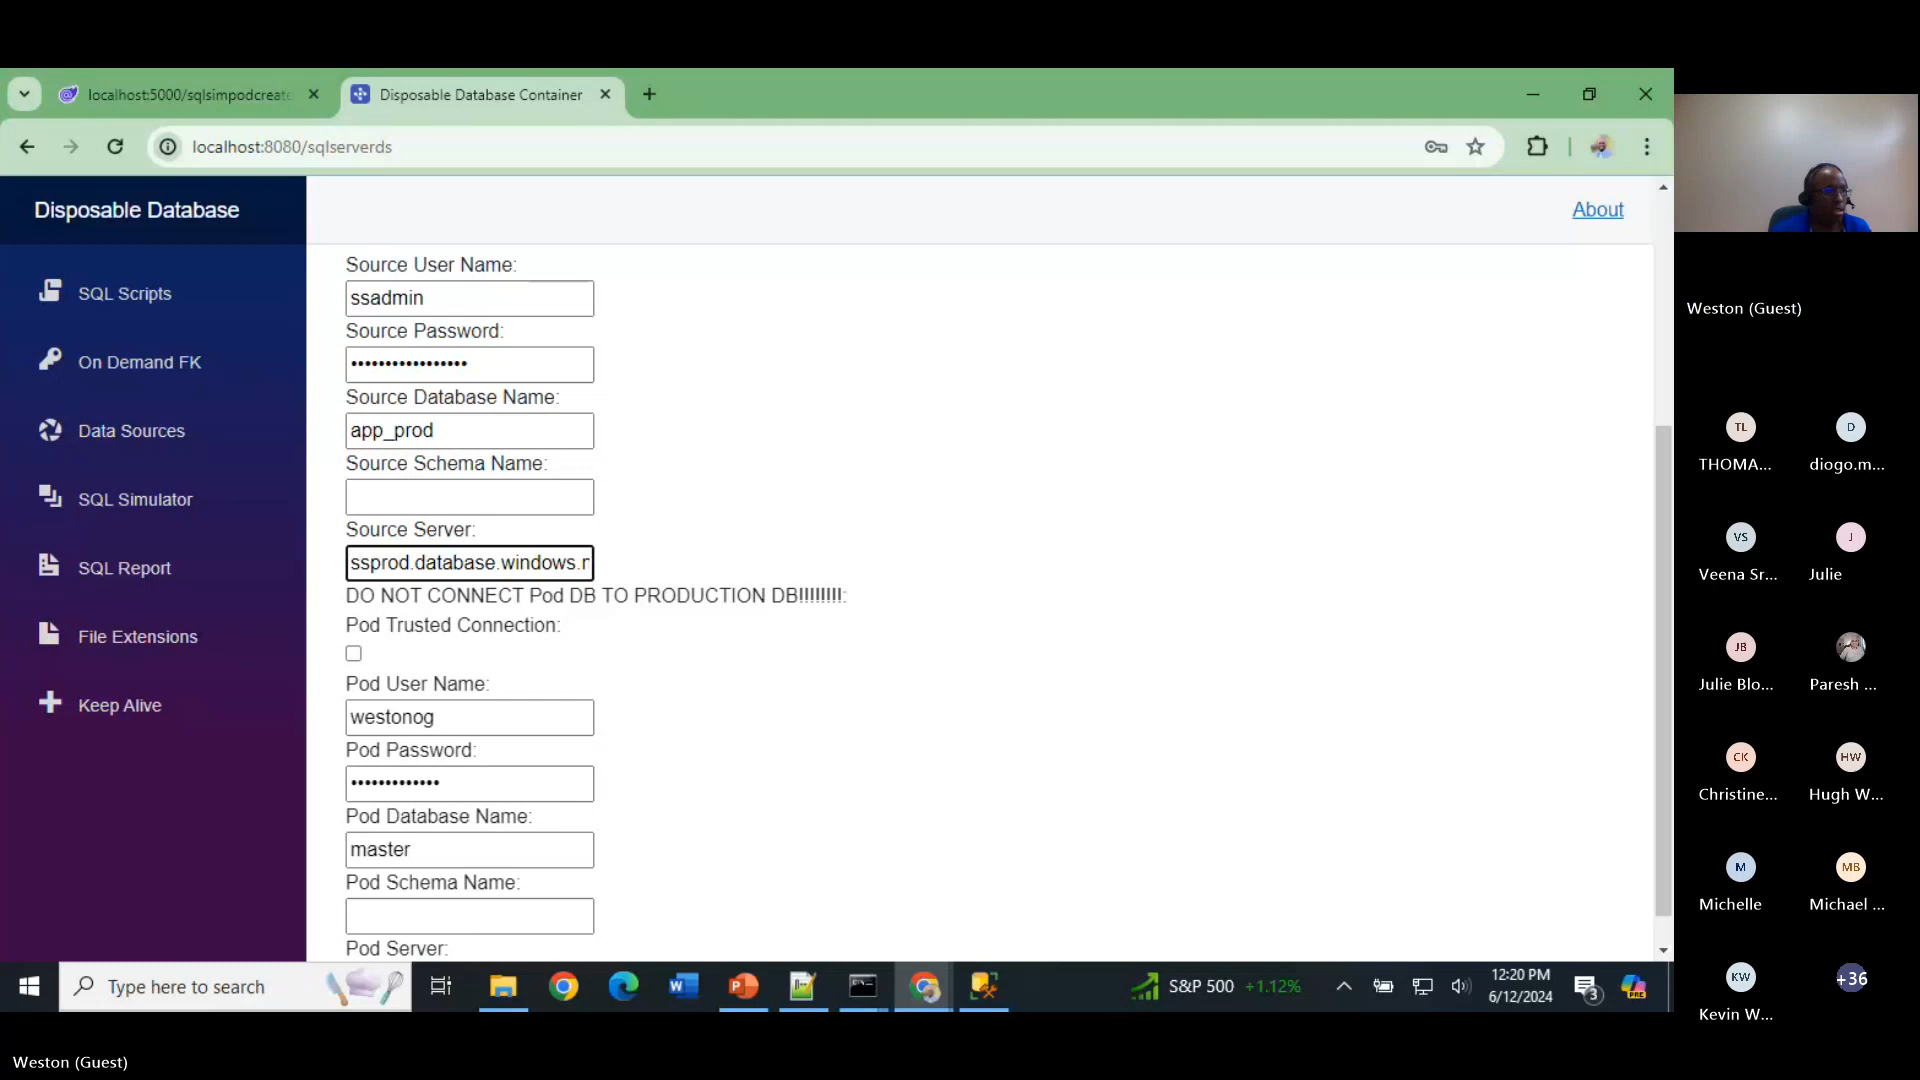 localhost:5000/sqlsimpodcreate
Disposable Database Container
localhost:8080/sqlserverds
Disposable Database
About
SQL Scripts
On Demand FK
Data Sources
SQL Simulator
SQL Report
File Extensions
Keep Alive
Source User Name:
ssadmin
Source Password:
•••••••••••••••••
Source Database Name:
app_prod
Source Schema Name:
Source Server:
ssprod.database.windows.n
DO NOT CONNECT Pod DB TO PRODUCTION DB!!!!!!!!:
Pod Trusted Connection:
Pod User Name:
westonog
Pod Password:
•••••••••••••
Pod Database Name:
master
Pod Schema Name:
Pod Server:
Type here to search
S&P 500 +1.12%
12:20 PM
6/12/2024
3
PRE
Weston (Guest)
TL
THOMA...
D
diogo.m...
VS
Veena Sr...
J
Julie
JB
Julie Blo...
Paresh ...
CK
Christine...
HW
Hugh W...
M
Michelle
MB
Michael ...
KW
Kevin W...
+36
Weston (Guest)